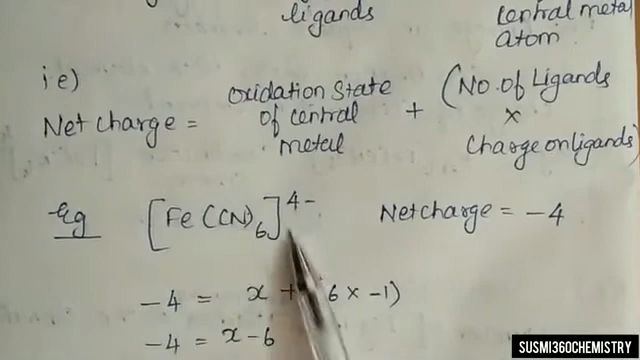 ligands
central metal
atom
ie)
Net charge = oxidation state of central metal + (No. of Ligands × charge on ligands)
Eg [Fe(CN)6]4- Net charge = -4
-4 = x + 6 x -1)
-4 = x - 6
SUSMI360CHEMISTRY